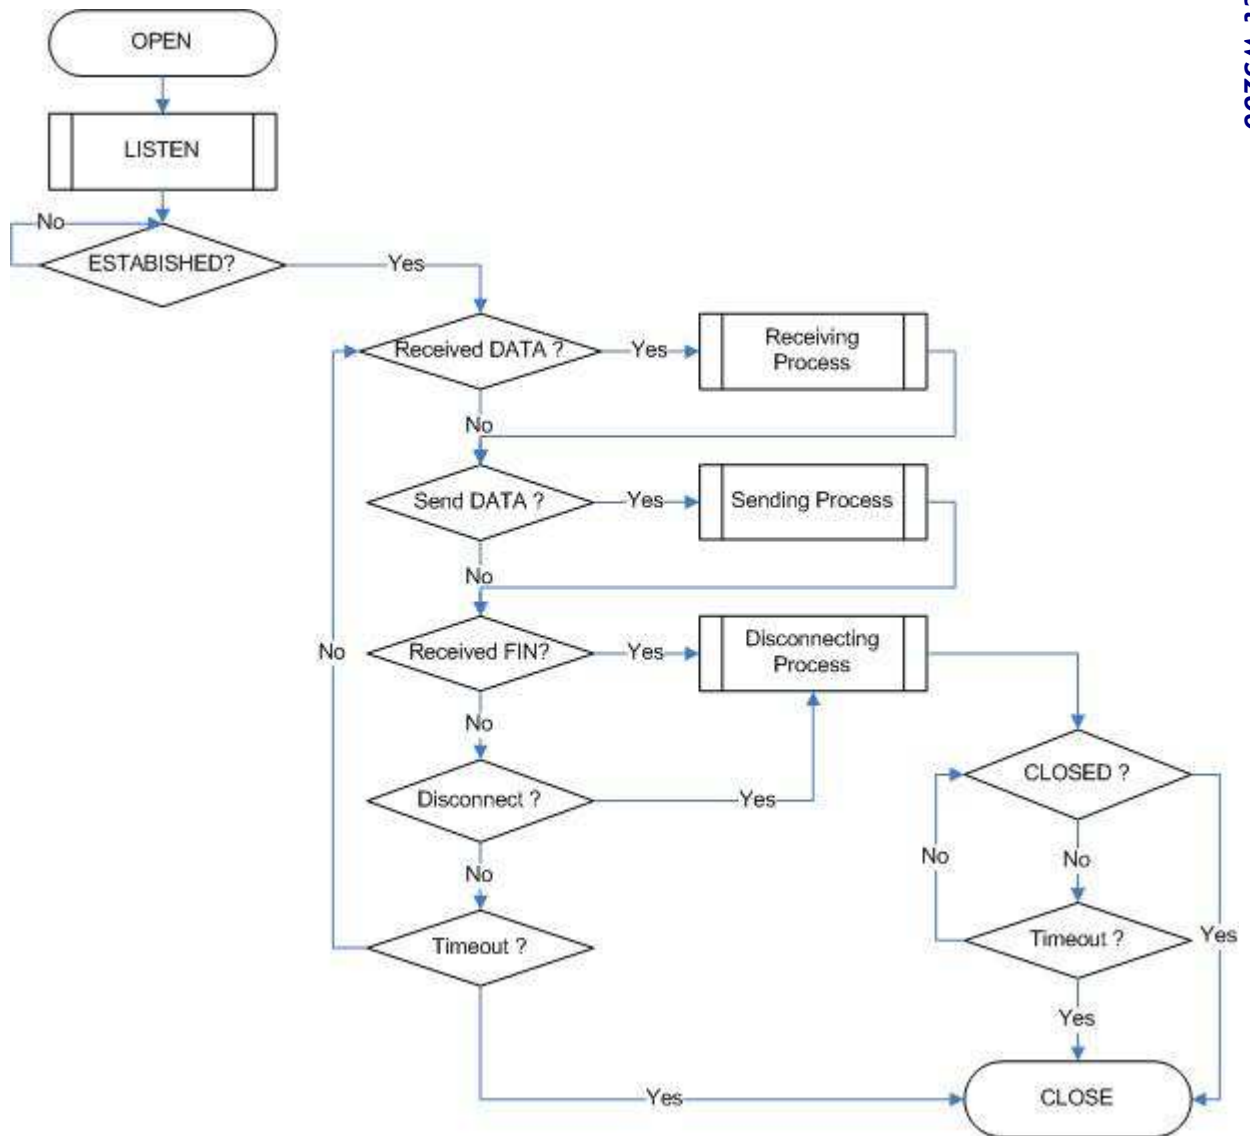 OPEN
LISTEN
No
ESTABISHED?
Yes
Received DATA ?
Yes
Receiving
Process
No
Send DATA ?
Yes
Sending Process
No
No
Received FIN?
Yes
Disconnecting
Process
No
Disconnect ?
Yes
CLOSED ?
No
No
No
Timeout ?
Timeout ?
Yes
Yes
Yes
CLOSE